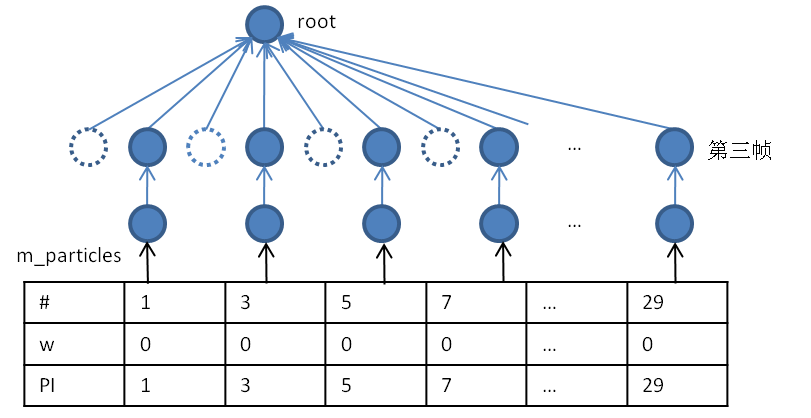 root
... 第三帧
...
m_particles
# 1 3 5 7 ... 29
w 0 0 0 0 ... 0
PI 1 3 5 7 ... 29